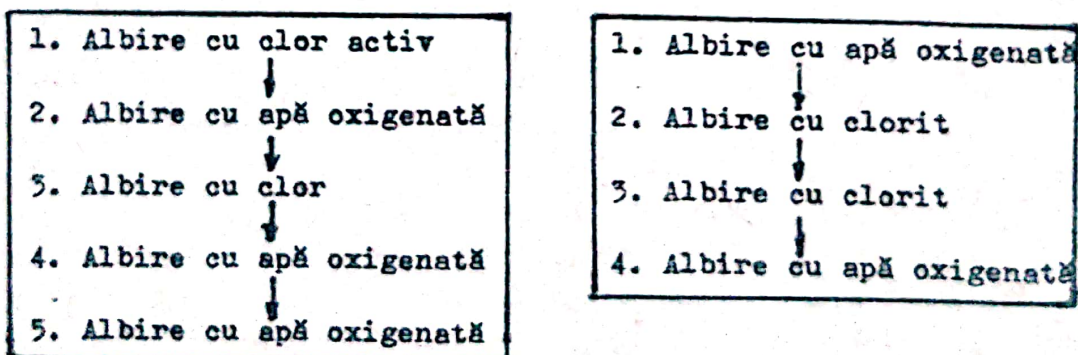 1. Albire cu clor activ
2. Albire cu apă oxigenată
3. Albire cu clor
4. Albire cu apă oxigenată
5. Albire cu apă oxigenată
1. Albire cu apă oxigenată
2. Albire cu clorit
3. Albire cu clorit
4. Albire cu apă oxigenată